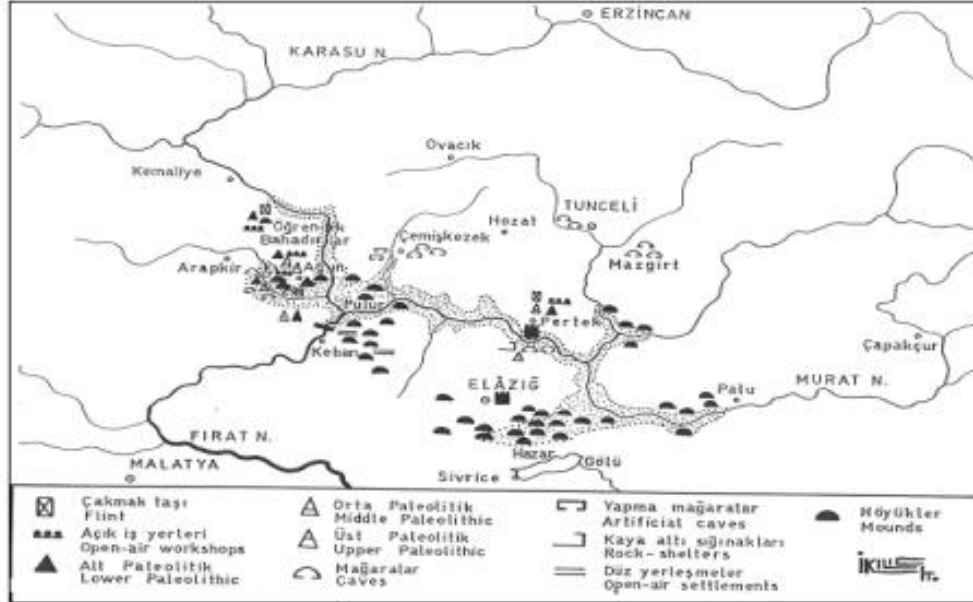 ERZİNCAN
KARASU N.
Ovacık
Kemaliye
TUNCELİ
Hozat
Öğrencik
Bahadırlar
Çemişkezek
Mazgirt
Arapkir
Ağın
Pulur
Pertek
Keban
Çapakçur
ELÂZIĞ
Palu
MURAT N.
FIRAT N.
Hazar
Gölü
MALATYA
Sivrice
Çakmak taşı
Flint
Açık iş yerleri
Open-air workshops
Alt Paleolitik
Lower Paleolithic
Orta Paleolitik
Middle Paleolithic
Üst Paleolitik
Upper Paleolithic
Mağaralar
Caves
Yapma mağaralar
Artificial caves
Kaya altı sığınakları
Rock-shelters
Düz yerleşmeler
Open-air settlements
Höyükler
Mounds